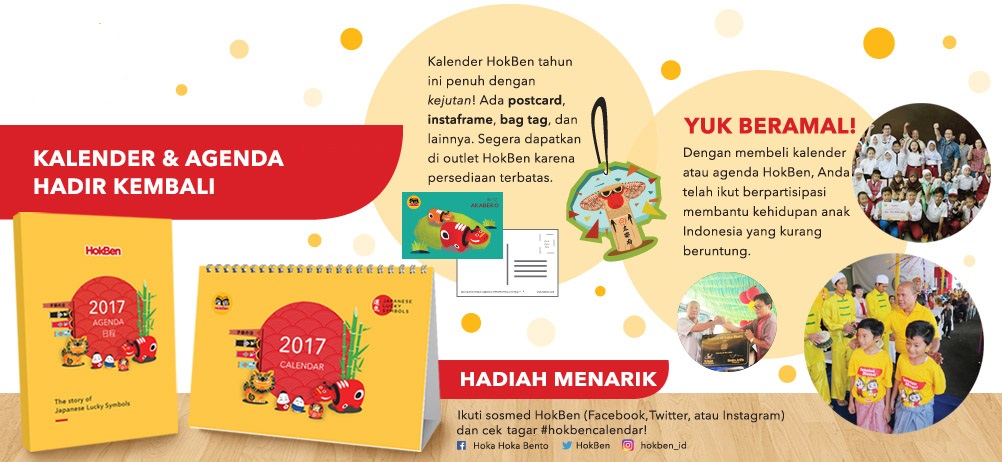 KALENDER & AGENDA
HADIR KEMBALI
HokBen
2017
AGENDA
日程
The story of
Japanese Lucky Symbols
JAPANESE
LUCKY
SYMBOLS
2017
CALENDAR
Kalender HokBen tahun
ini penuh dengan
kejutan! Ada postcard,
instaframe, bag tag, dan
lainnya. Segera dapatkan
di outlet HokBen karena
persediaan terbatas.
AKABEKO
YUK BERAMAL!
Dengan membeli kalender
atau agenda HokBen, Anda
telah ikut berpartisipasi
membantu kehidupan anak
Indonesia yang kurang
beruntung.
HADIAH MENARIK
Ikuti sosmed HokBen (Facebook,Twitter, atau Instagram)
dan cek tagar #hokbencalendar!
Hoka Hoka Bento HokBen hokben_id